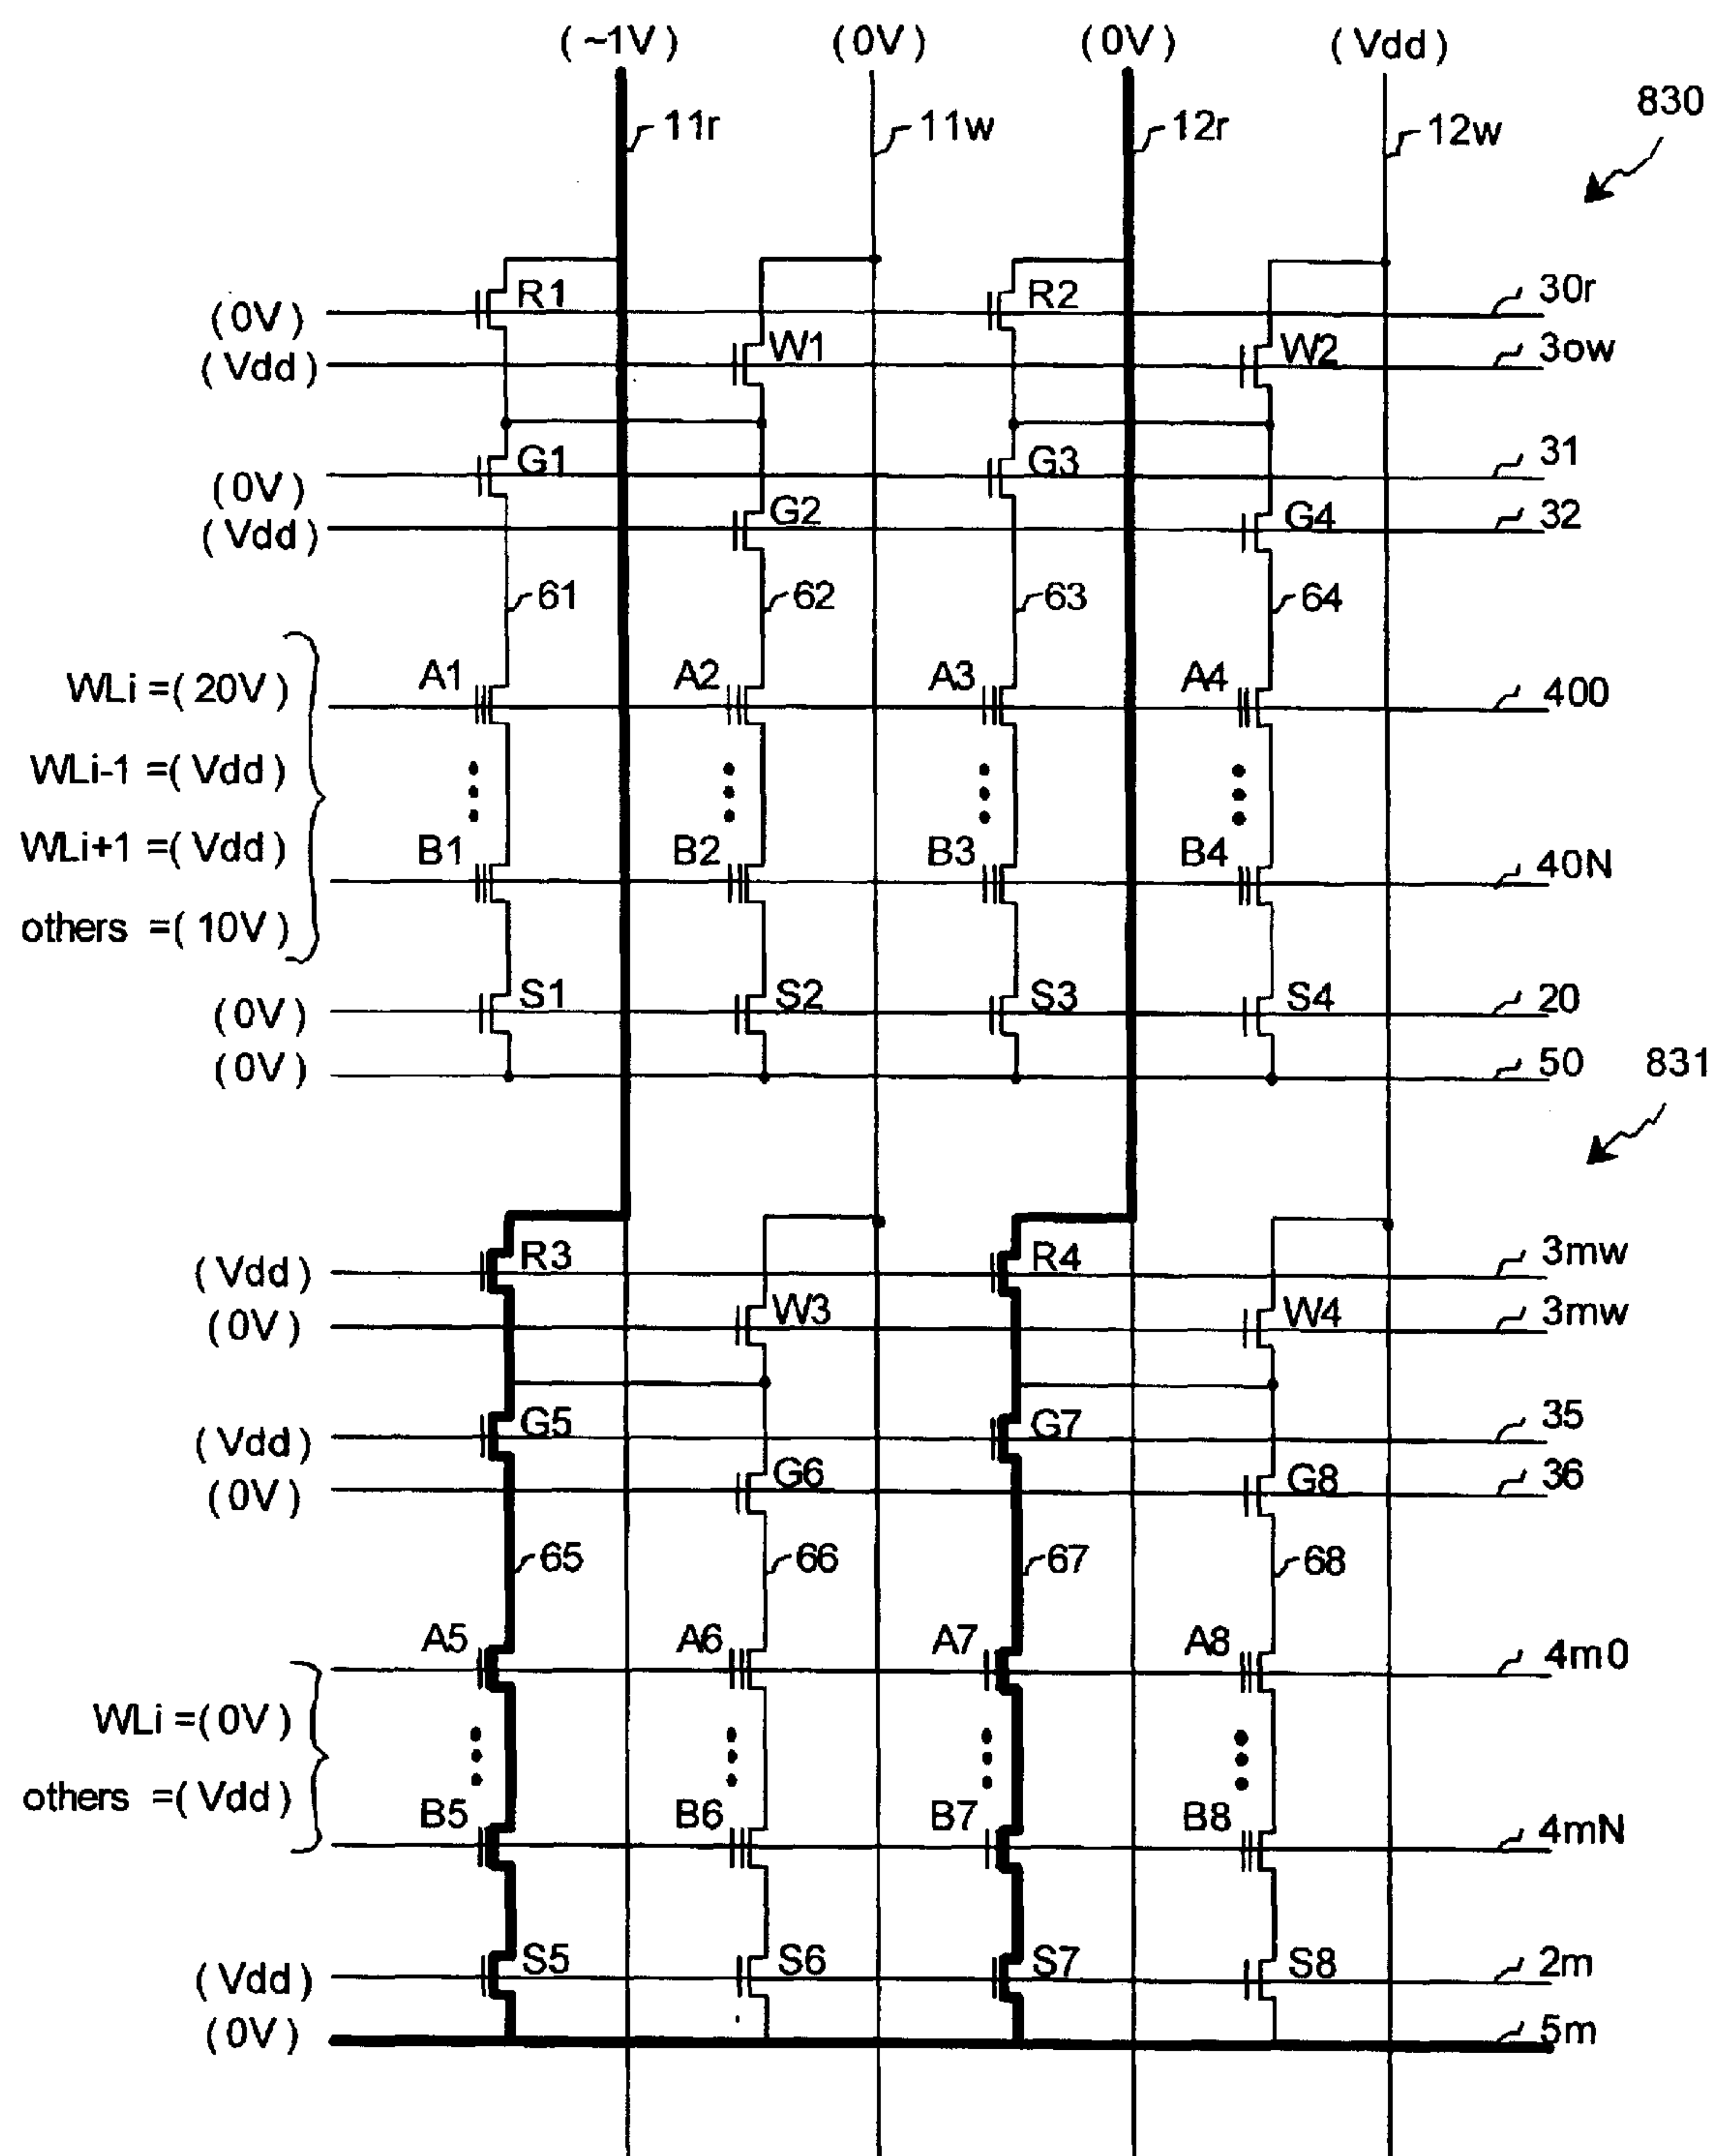 (~1V) (0V) (0V) (Vdd)
11r 11w 12r 12w 830
(0V) R1 R2 30r
(Vdd) W1 W2 3ow
(0V) G1 G3 31
(Vdd) G2 G4 32
61 62 63 64
WLi =(20V) A1 A2 A3 A4 400
WLi-1 =(Vdd)
WLi+1 =(Vdd) B1 B2 B3 B4 40N
others =(10V)
(0V) S1 S2 S3 S4 20
(0V) 50 831
(Vdd) R3 R4 3mw
(0V) W3 W4 3mw
(Vdd) G5 G7 35
(0V) G6 G8 36
65 66 67 68
A5 A6 A7 A8 4m0
WLi =(0V)
others =(Vdd) B5 B6 B7 B8 4mN
(Vdd) S5 S6 S7 S8 2m
(0V) 5m